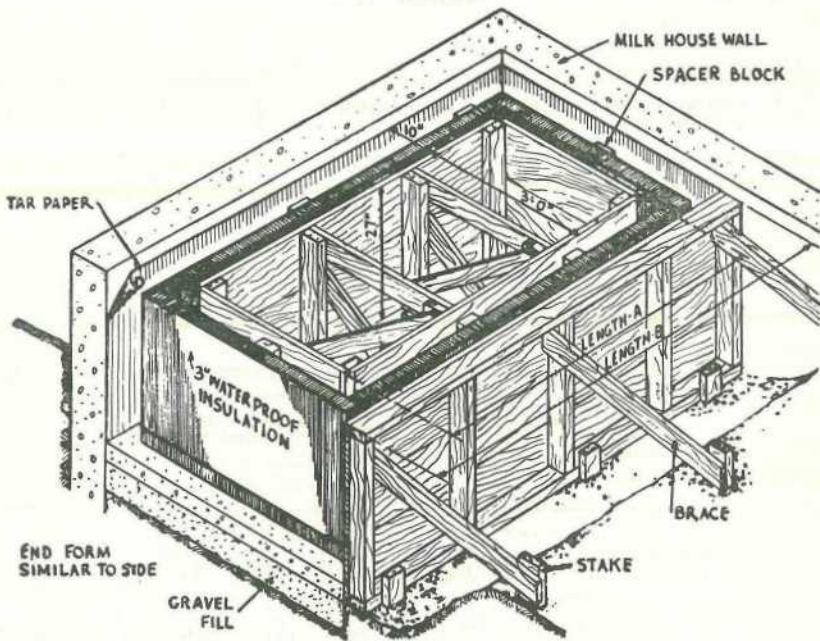 MILK HOUSE WALL
SPACER BLOCK
10"
TAR PAPER
3'-0"
27"
LENGTH-A
LENGTH-B
3" WATERPROOF
INSULATION
BRACE
END FORM
SIMILAR TO SIDE
STAKE
GRAVEL
FILL